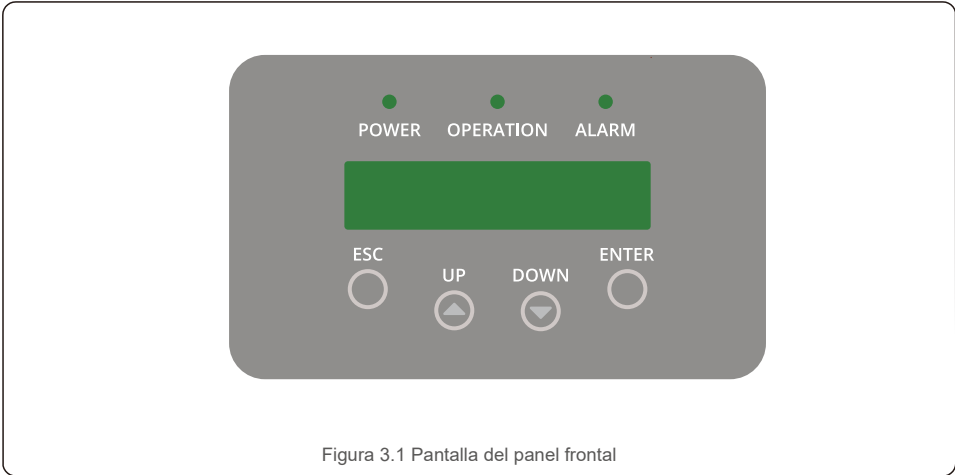 POWER OPERATION ALARM
ESC UP DOWN ENTER
Figura 3.1 Pantalla del panel frontal